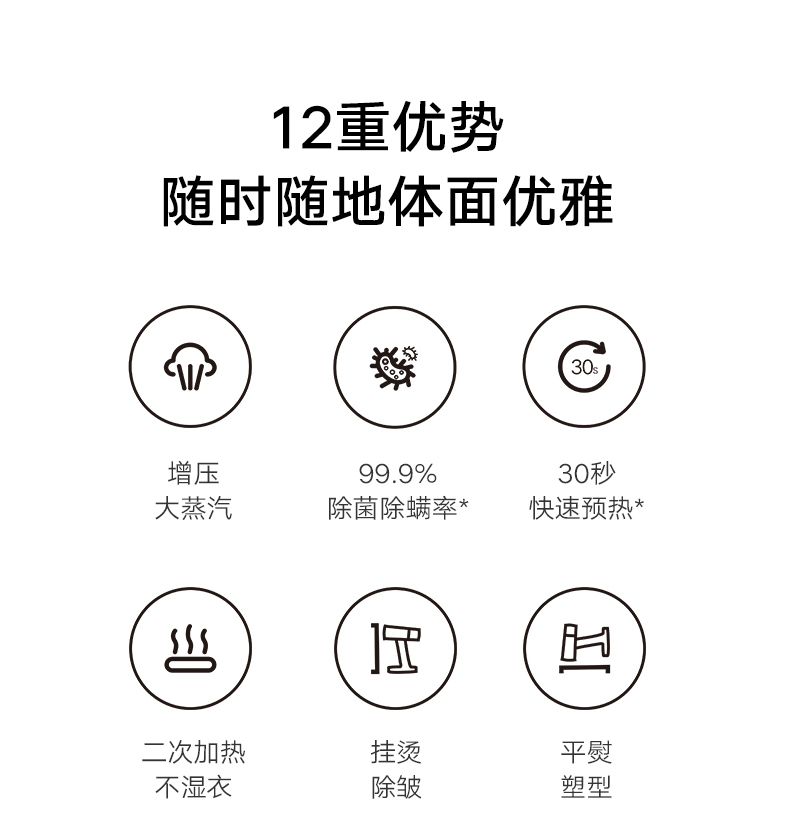 12重优势
随时随地体面优雅
30s
增压
大蒸汽
99.9%
除菌除螨率*
30秒
快速预热*
二次加热
不湿衣
挂烫
除皱
平熨
塑型